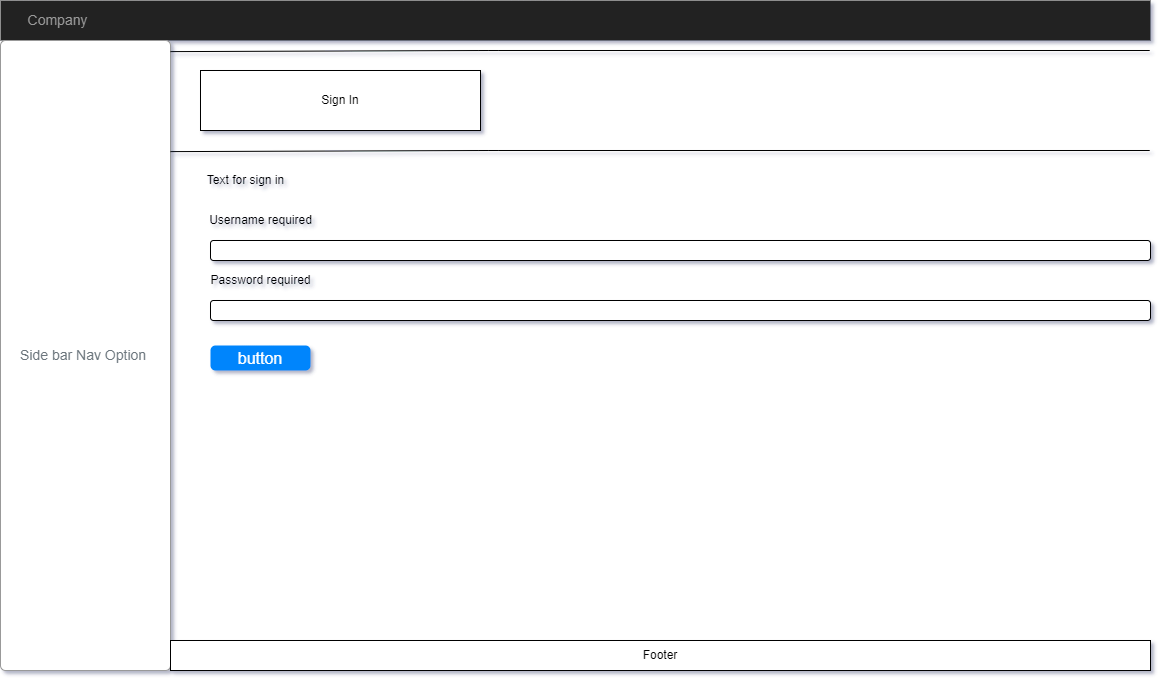 Company
Sign In
Text for sign in
Username required
Password required
Side bar Nav Option
button
Footer